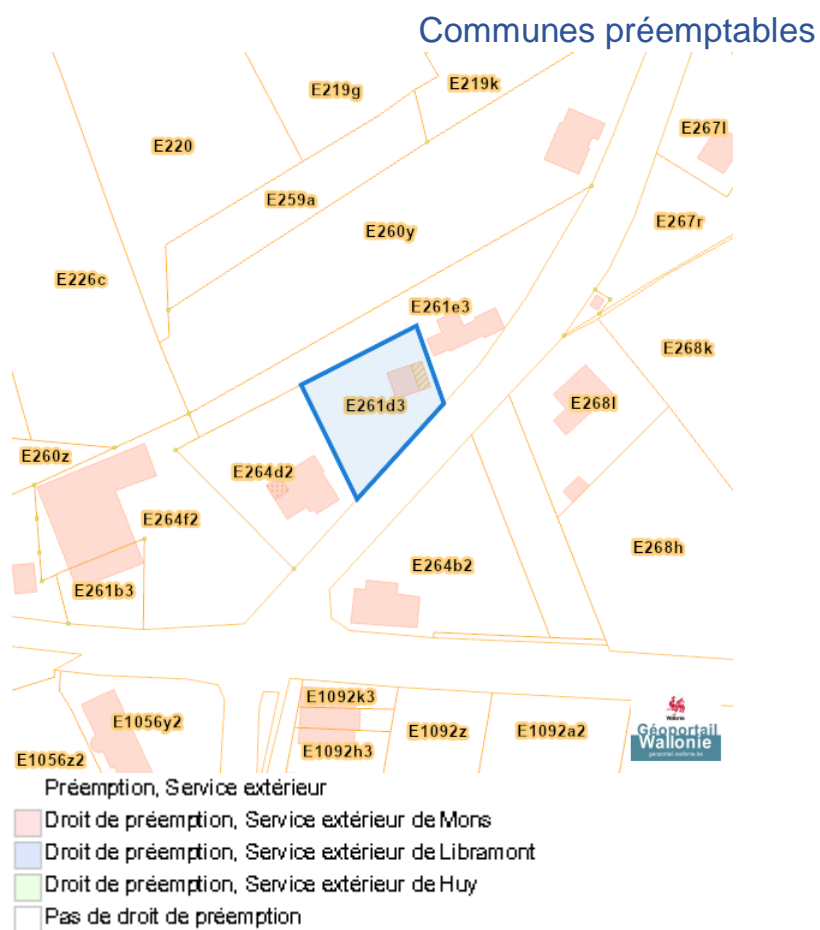 Communes préemptables
E219g
E219k
E220
E267l
E259a
E260y
E267r
E226c
E261e3
E268k
E261d3
E268l
E260z
E264d2
E264f2
E268h
E264b2
E261b3
E1092k3
E1056y2
E1092z
E1092a2
E1056z2
E1092h3
Wallonie
Géoportail
Wallonie
geoportail.wallonie.be
Préemption, Service extérieur
Droit de préemption, Service extérieur de Mons
Droit de préemption, Service extérieur de Libramont
Droit de préemption, Service extérieur de Huy
Pas de droit de préemption